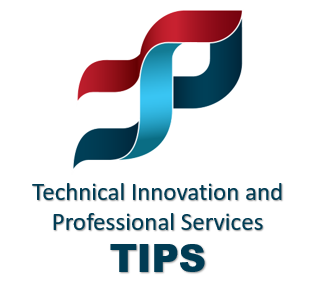 Technical Innovation and
Professional Services
TIPS